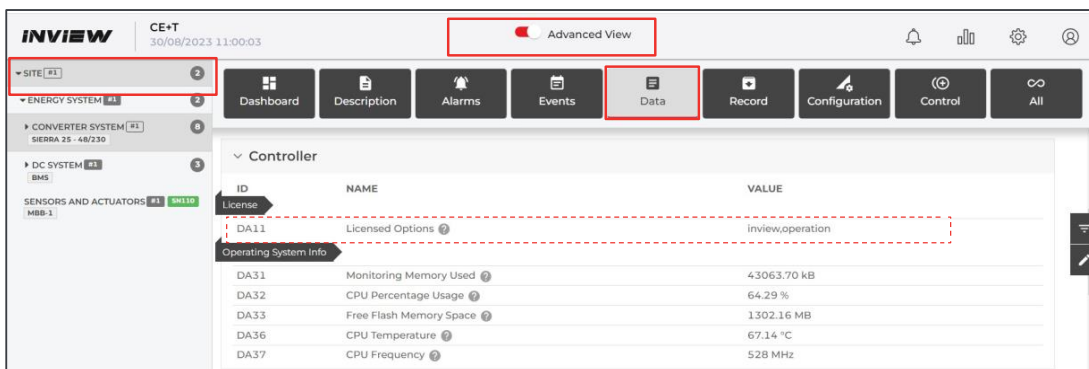 INVIEW
CE+T
30/08/2023 11:00:03
Advanced View
SITE #1 2
ENERGY SYSTEM #1 2
CONVERTER SYSTEM #1 8
SIERRA 25 - 48/230
DC SYSTEM #1 3
BMS
SENSORS AND ACTUATORS #1 SN110
MBB-1
Dashboard Description Alarms Events Data Record Configuration Control All
Controller
ID NAME VALUE
License
DA11 Licensed Options ? inview,operation
Operating System Info
DA31 Monitoring Memory Used ? 43063.70 kB
DA32 CPU Percentage Usage ? 64.29 %
DA33 Free Flash Memory Space ? 1302.16 MB
DA36 CPU Temperature ? 67.14 °C
DA37 CPU Frequency ? 528 MHz